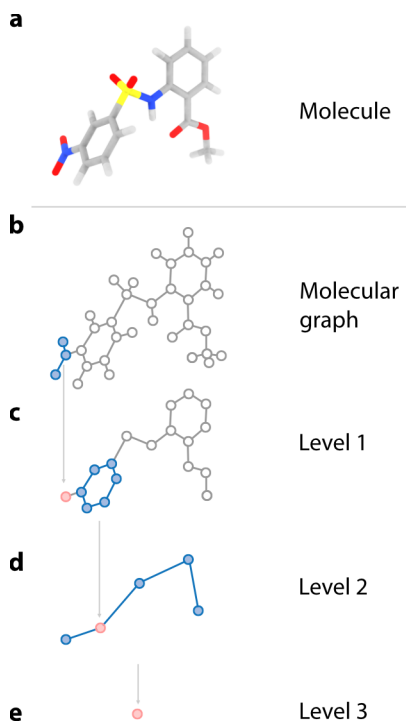 a
Molecule
b
Molecular
graph
c
Level 1
d
Level 2
e
Level 3